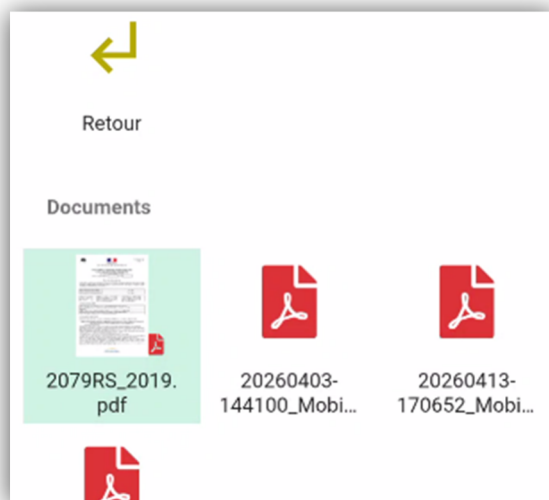 Retour
Documents
2079RS_2019.
pdf
20260403-
144100_Mobi...
20260413-
170652_Mobi...